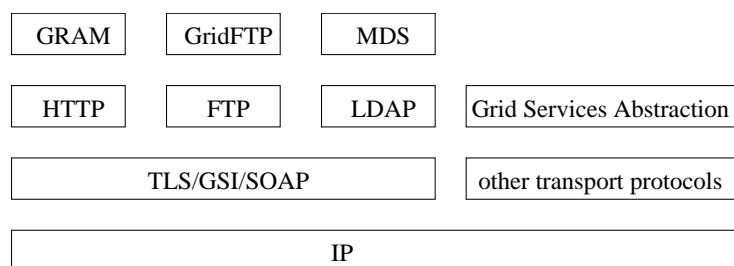 GRAM GridFTP MDS
HTTP FTP LDAP Grid Services Abstraction
TLS/GSI/SOAP other transport protocols
IP